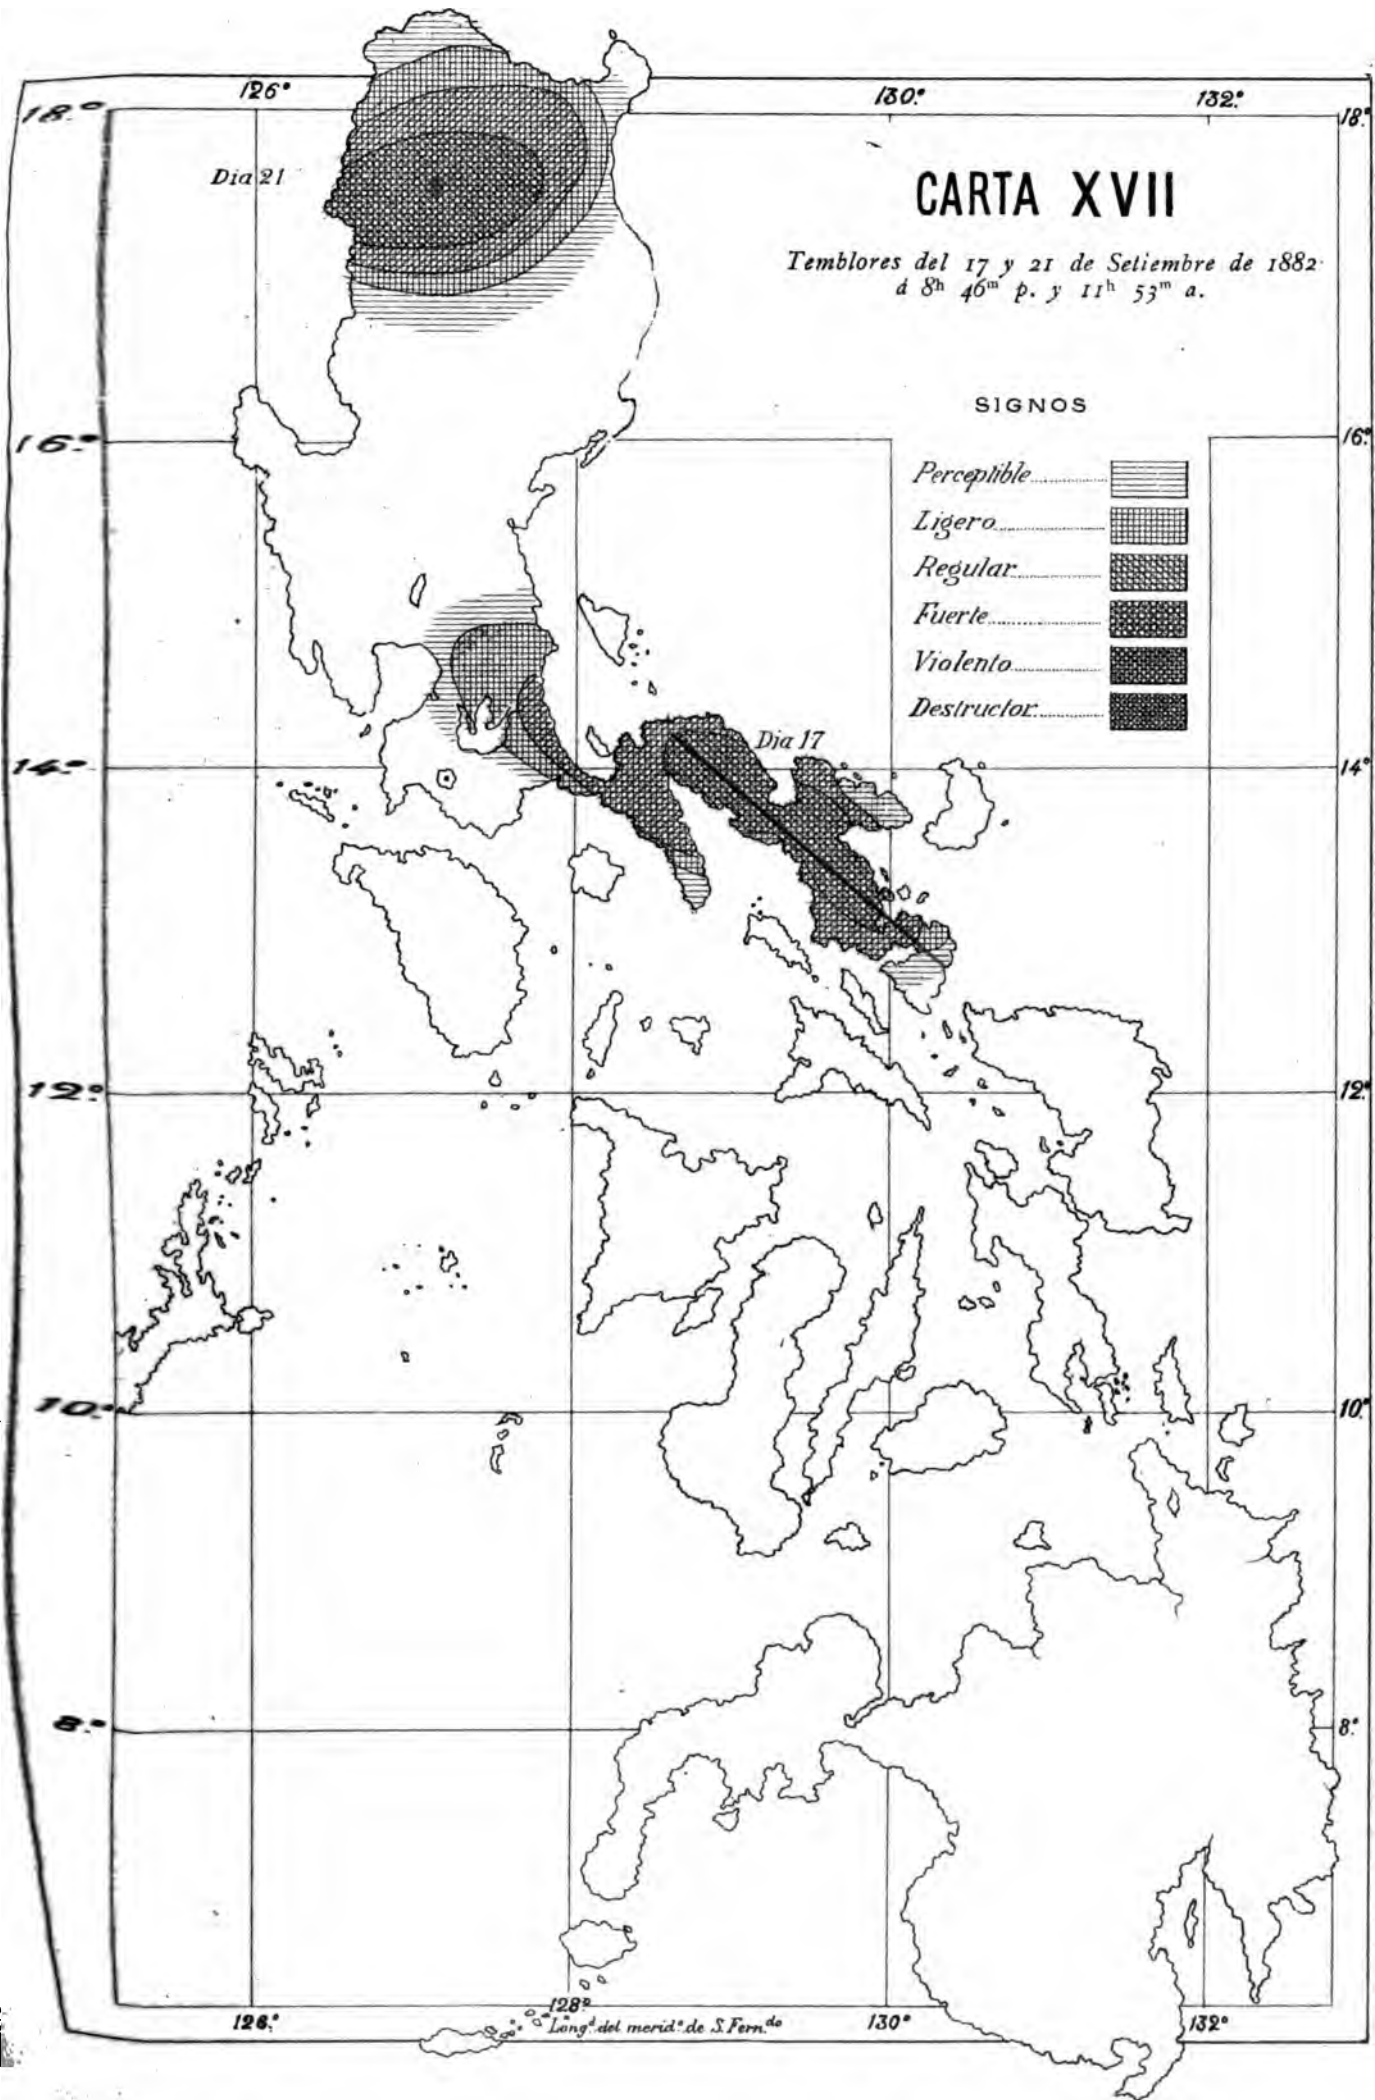 126° 130° 132°
18° 18°
Dia 21
CARTA XVII
Temblores del 17 y 21 de Setiembre de 1882
á 8h 46m p. y 11h 53m a.
SIGNOS
16° 16°
Perceptible
Ligero
Regular
Fuerte
Violento
Destructor
Dia 17
14° 14°
12° 12°
10° 10°
8° 8°
126° 128° 130° 132°
Longd. del merido. de S. Fern.do